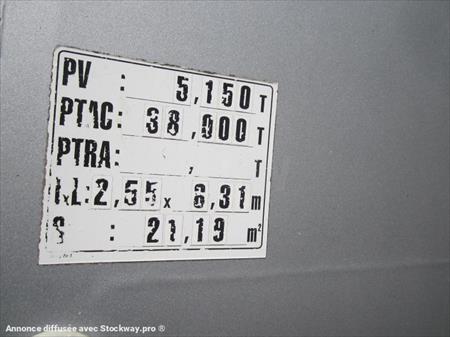 PV : 5,150 T
PTAC: 38,000 T
PTRA: , T
LxL: 2,55 x 8,31 m
S : 21,19 m²
Annonce diffusée avec Stockway.pro ®